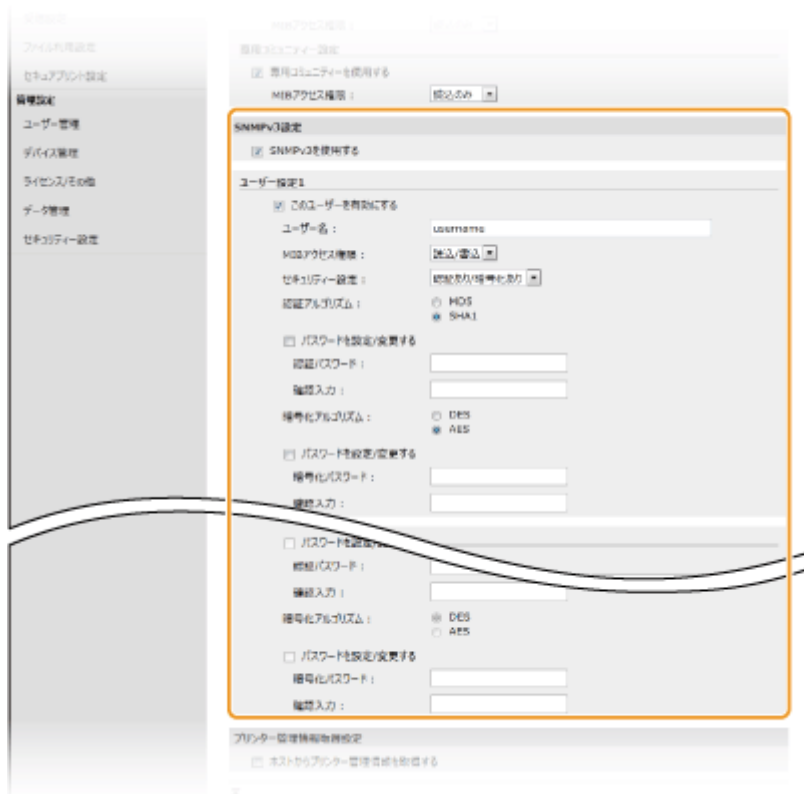 MIBアクセス権限：
ファイル利用設定
専用コミュニティー設定
セキュアプリント設定
専用コミュニティーを使用する
MIBアクセス権限：
読込のみ
管理設定
ユーザー管理
デバイス管理
ライセンス/その他
データ管理
セキュリティー設定
SNMPv3設定
SNMPv3を使用する
ユーザー設定1
このユーザーを有効にする
ユーザー名：
username
MIBアクセス権限：
読込/書込
セキュリティー設定：
認証あり/暗号化あり
認証アルゴリズム：
MD5
SHA1
パスワードを設定/変更する
認証パスワード：
確認入力：
暗号化アルゴリズム：
DES
AES
パスワードを設定/変更する
暗号化パスワード：
確認入力：
パスワードを設定/
認証パスワード：
確認入力：
暗号化アルゴリズム：
DES
AES
パスワードを設定/変更する
暗号化パスワード：
確認入力：
プリンター管理情報取得設定
ホストからプリンター管理情報を取得する